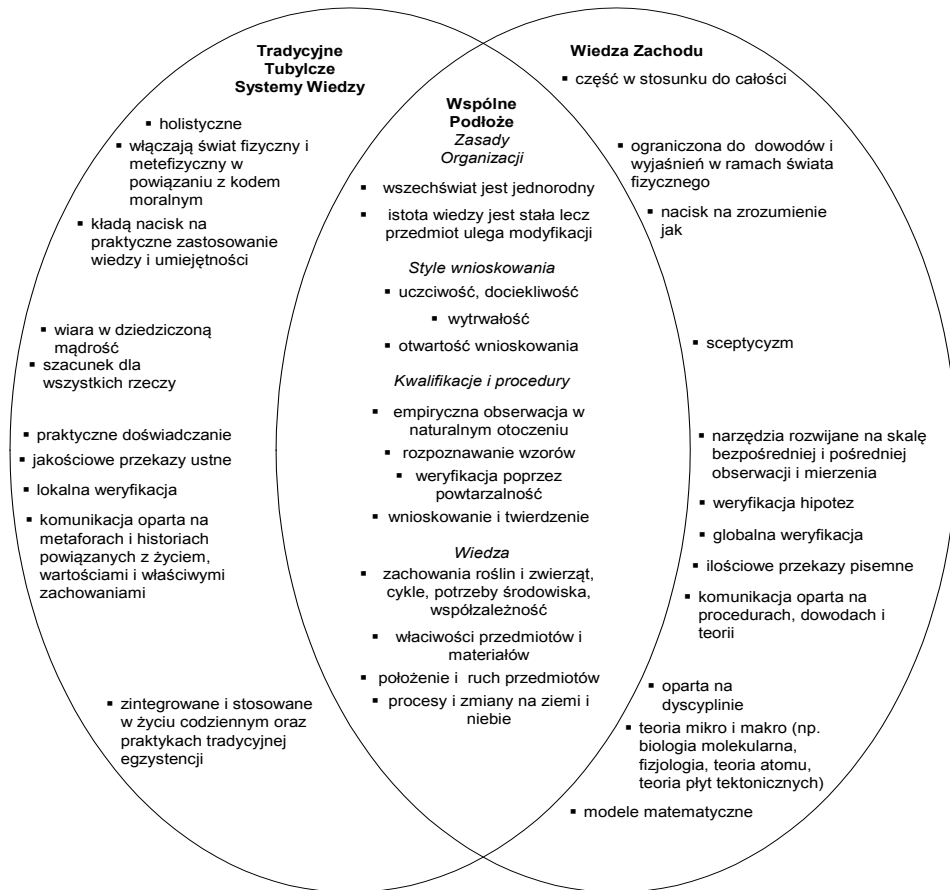 Tradycyjne
Tubylcze
Systemy Wiedzy
▪ holistyczne
▪ włączają świat fizyczny i
metefizyczny w
powiązaniu z kodem
moralnym
▪ kładą nacisk na
praktyczne zastosowanie
wiedzy i umiejętności
▪ wiara w dziedziczoną
mądrość
▪ szacunek dla
wszystkich rzeczy
▪ praktyczne doświadczanie
▪ jakościowe przekazy ustne
▪ lokalna weryfikacja
▪ komunikacja oparta na
metaforach i historiach
powiązanych z życiem,
wartościami i właściwymi
zachowaniami
▪ zintegrowane i stosowane
w życiu codziennym oraz
praktykach tradycyjnej
egzystencji
Wspólne
Podłoże
Zasady
Organizacji
▪ wszechświat jest jednorodny
▪ istota wiedzy jest stała lecz
przedmiot ulega modyfikacji
Style wnioskowania
▪ uczciwość, dociekliwość
▪ wytrwałość
▪ otwartość wnioskowania
Kwalifikacje i procedury
▪ empiryczna obserwacja w
naturalnym otoczeniu
▪ rozpoznawanie wzorów
▪ weryfikacja poprzez
powtarzalność
▪ wnioskowanie i twierdzenie
Wiedza
▪ zachowania roślin i zwierząt,
cykle, potrzeby środowiska,
współzależność
▪ właciwości przedmiotów i
materiałów
▪ położenie i ruch przedmiotów
▪ procesy i zmiany na ziemi i
niebie
Wiedza Zachodu
▪ część w stosunku do całości
▪ ograniczona do dowodów i
wyjaśnień w ramach świata
fizycznego
▪ nacisk na zrozumienie
jak
▪ sceptycyzm
▪ narzędzia rozwijane na skalę
bezpośredniej i pośredniej
obserwacji i mierzenia
▪ weryfikacja hipotez
▪ globalna weryfikacja
▪ ilościowe przekazy pisemne
▪ komunikacja oparta na
procedurach, dowodach i
teorii
▪ oparta na
dyscyplinie
▪ teoria mikro i makro (np.
biologia molekularna,
fizjologia, teoria atomu,
teoria płyt tektonicznych)
▪ modele matematyczne